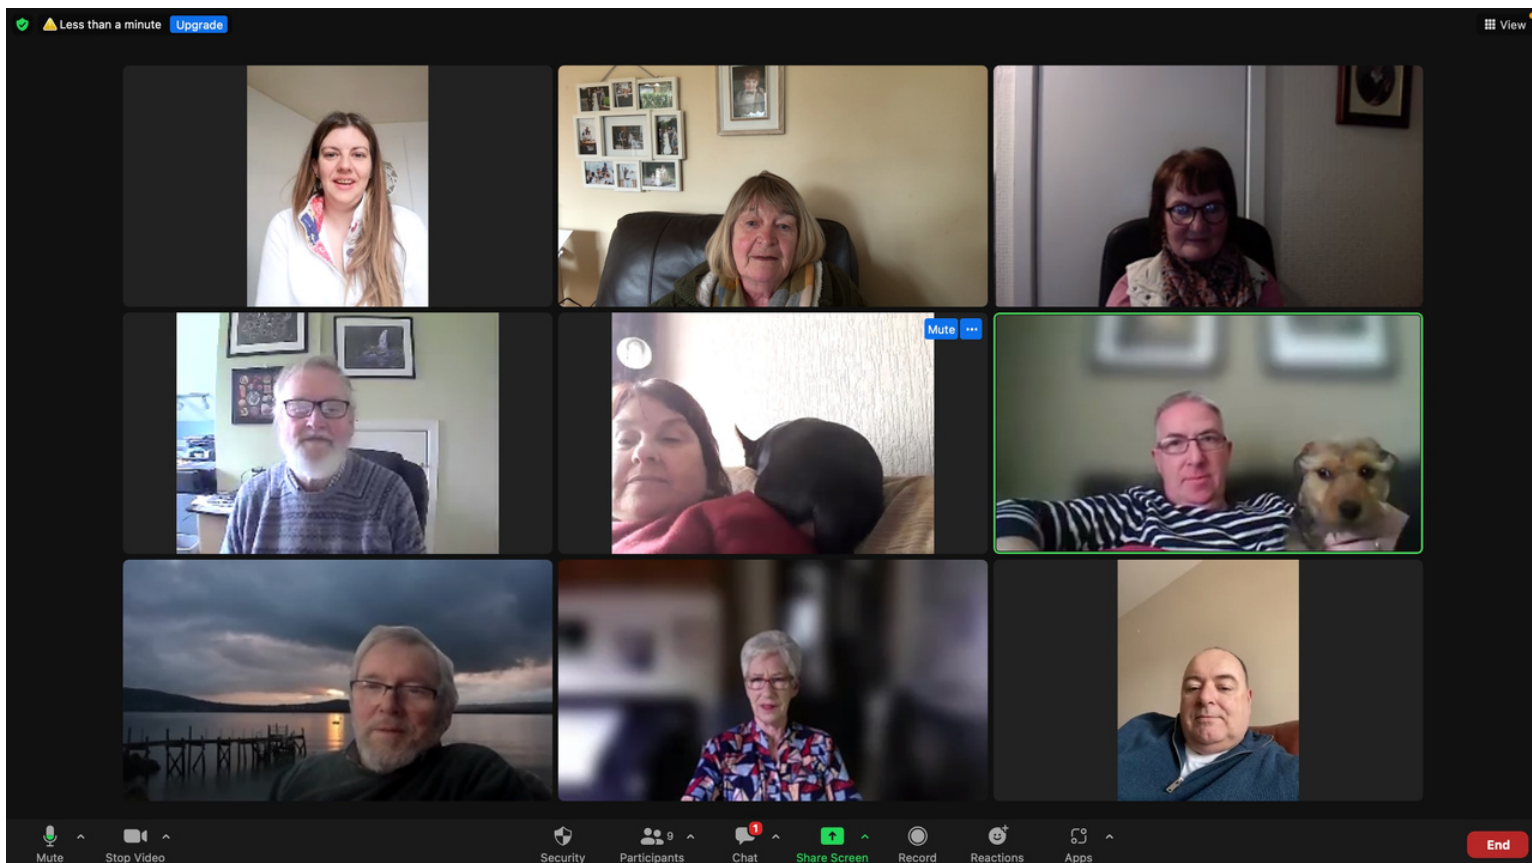 Less than a minute Upgrade
View
Mute ...
Mute
Stop Video
Security
Participants 9
Chat 1
Share Screen
Record
Reactions
Apps
End